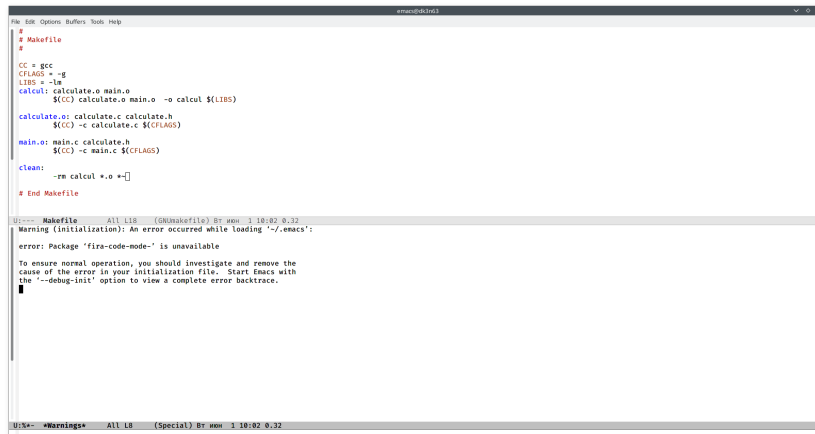 emacs@dk3n63
File Edit Options Buffers Tools Help
#
# Makefile
#
CC = gcc
CFLAGS = -g
LIBS = -lm
calcul: calculate.o main.o
$(CC) calculate.o main.o -o calcul $(LIBS)
calculate.o: calculate.c calculate.h
$(CC) -c calculate.c $(CFLAGS)
main.o: main.c calculate.h
$(CC) -c main.c $(CFLAGS)
clean:
-rm calcul *.o *~
# End Makefile
U:--- Makefile All L18 (GNUmakefile) Вт июн 1 10:02 0.32
Warning (initialization): An error occurred while loading ‘~/.emacs’:
error: Package ‘fira-code-mode-’ is unavailable
To ensure normal operation, you should investigate and remove the
cause of the error in your initialization file. Start Emacs with
the ‘--debug-init’ option to view a complete error backtrace.
U:%*- *Warnings* All L8 (Special) Вт июн 1 10:02 0.32